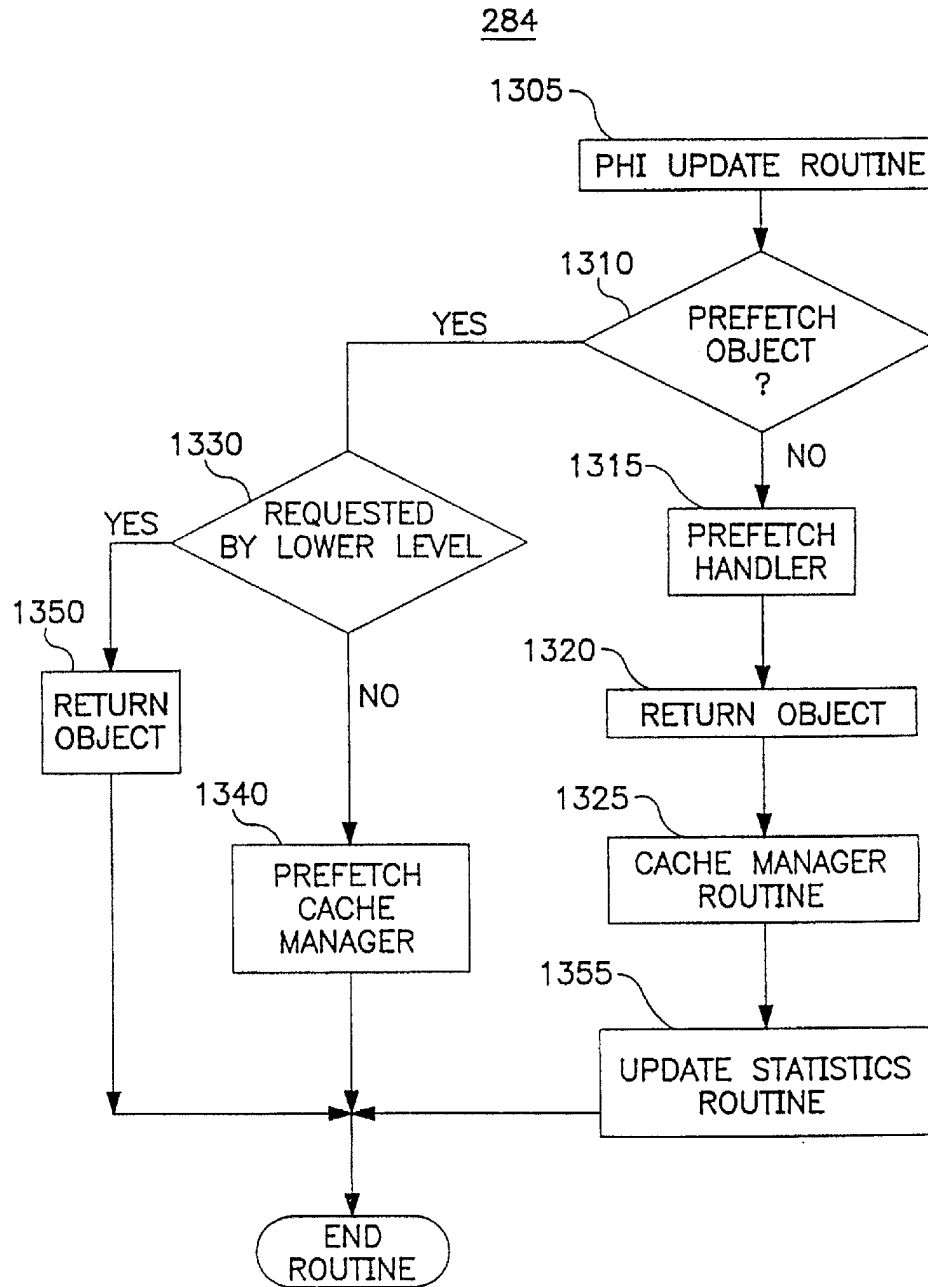 284
1305
PHI UPDATE ROUTINE
1310
PREFETCH
OBJECT
?
YES
NO
1330
REQUESTED
BY LOWER LEVEL
YES
NO
1315
PREFETCH
HANDLER
1350
RETURN
OBJECT
1320
RETURN OBJECT
1340
PREFETCH
CACHE
MANAGER
1325
CACHE MANAGER
ROUTINE
1355
UPDATE STATISTICS
ROUTINE
END
ROUTINE